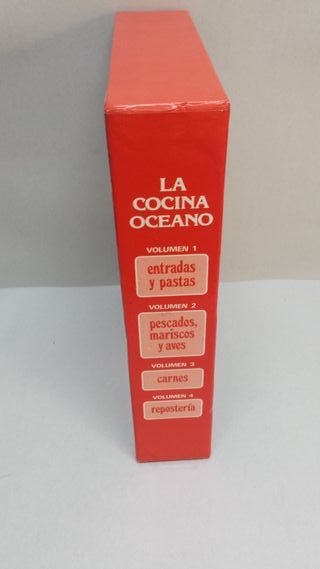 LA
COCINA
OCEANO
VOLUMEN 1
entradas
y pastas
VOLUMEN 2
pescados,
mariscos
y aves
VOLUMEN 3
carnes
VOLUMEN 4
repostería